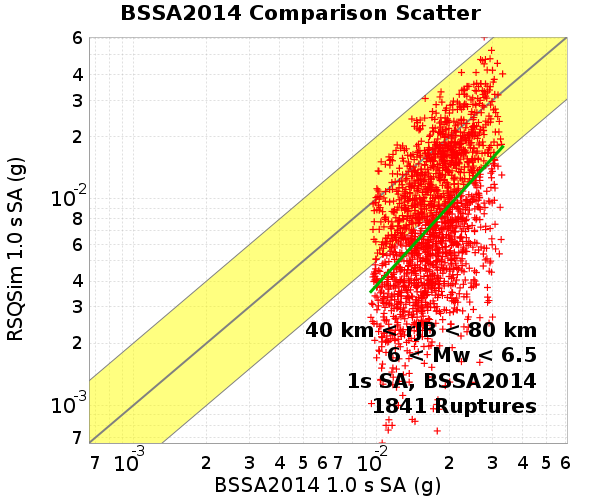 BSSA2014 Comparison Scatter
6
4
3
2
10-2
8
6
4
3
2
10-3
7
RSQSim 1.0 s SA (g)
40 km < rJB < 80 km
6 < Mw < 6.5
1s SA, BSSA2014
1841 Ruptures
7 10-3 2 3 4 5 6 7 10-2 2 3 4 5 6
BSSA2014 1.0 s SA (g)